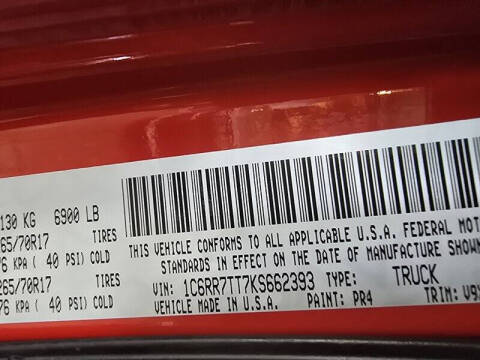 130 KG 6900 LB
65/70R17 TIRES
76 KPA ( 40 PSI) COLD
265/70R17 TIRES
76 KPA ( 40 PSI) COLD
THIS VEHICLE CONFORMS TO ALL APPLICABLE U.S.A. FEDERAL MOTO
STANDARDS IN EFFECT ON THE DATE OF MANUFACTURE SHOWN
VIN: 1C6RR7TT7KS662393 TYPE: TRUCK
VEHICLE MADE IN U.S.A. PAINT: PR4 TRIM: V9